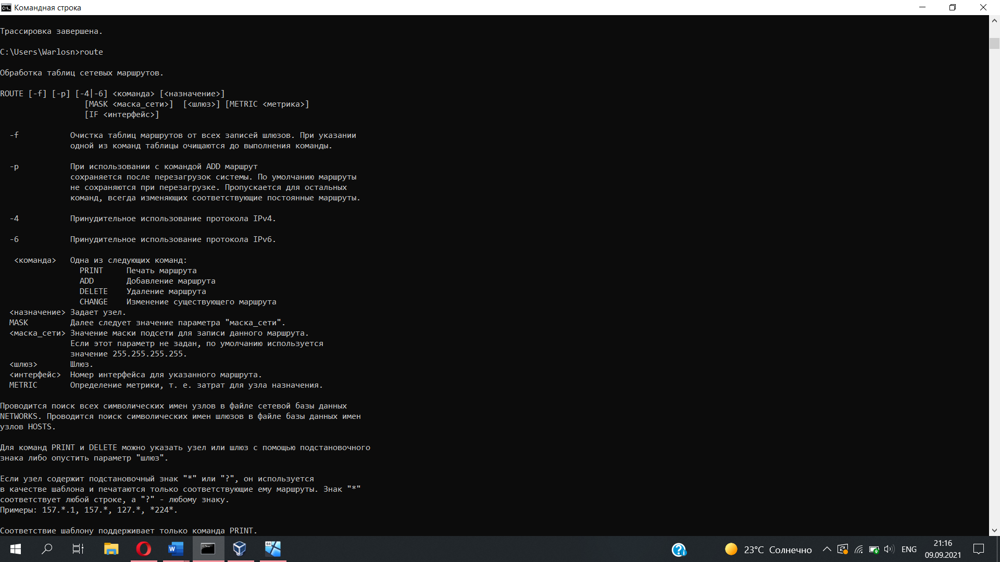 Командная строка
Трассировка завершена.
C:\Users\Warlosn>route
Обработка таблиц сетевых маршрутов.
ROUTE [-f] [-p] [-4|-6] <команда> [<назначение>]
[MASK <маска_сети>]  [<шлюз>] [METRIC <метрика>]
[IF <интерфейс>]
-f           Очистка таблиц маршрутов от всех записей шлюзов. При указании
одной из команд таблицы очищаются до выполнения команды.
-p           При использовании с командой ADD маршрут
сохраняется после перезагрузок системы. По умолчанию маршруты
не сохраняются при перезагрузке. Пропускается для остальных
команд, всегда изменяющих соответствующие постоянные маршруты.
-4           Принудительное использование протокола IPv4.
-6           Принудительное использование протокола IPv6.
<команда>   Одна из следующих команд:
PRINT     Печать маршрута
ADD       Добавление маршрута
DELETE    Удаление маршрута
CHANGE    Изменение существующего маршрута
<назначение> Задает узел.
MASK         Далее следует значение параметра "маска_сети".
<маска_сети> Значение маски подсети для записи данного маршрута.
Если этот параметр не задан, по умолчанию используется
значение 255.255.255.255.
<шлюз>       Шлюз.
<интерфейс>  Номер интерфейса для указанного маршрута.
METRIC       Определение метрики, т. е. затрат для узла назначения.
Проводится поиск всех символических имен узлов в файле сетевой базы данных
NETWORKS. Проводится поиск символических имен шлюзов в файле базы данных имен
узлов HOSTS.
Для команд PRINT и DELETE можно указать узел или шлюз с помощью подстановочного
знака либо опустить параметр "шлюз".
Если узел содержит подстановочный знак "*" или "?", он используется
в качестве шаблона и печатаются только соответствующие ему маршруты. Знак "*"
соответствует любой строке, а "?" - любому знаку.
Примеры: 157.*.1, 157.*, 127.*, *224*.
Соответствие шаблону поддерживает только команда PRINT.
23°C Солнечно
ENG
21:16
09.09.2021